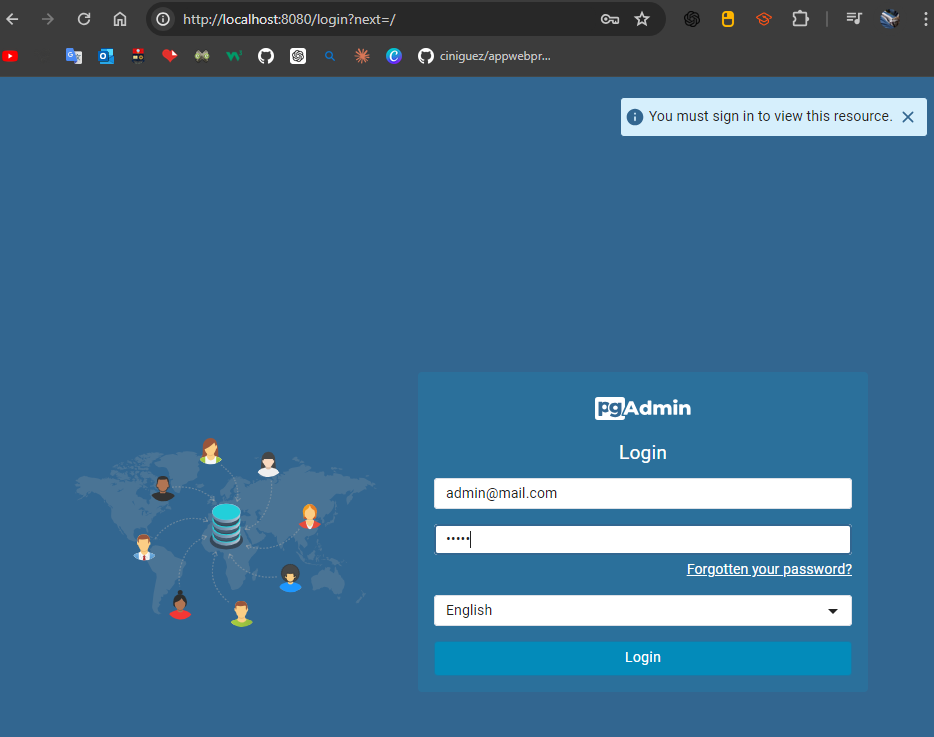 http://localhost:8080/login?next=/
ciniguez/appwebpr...
You must sign in to view this resource.
pgAdmin
Login
admin@mail.com
•••••
Forgotten your password?
English
Login